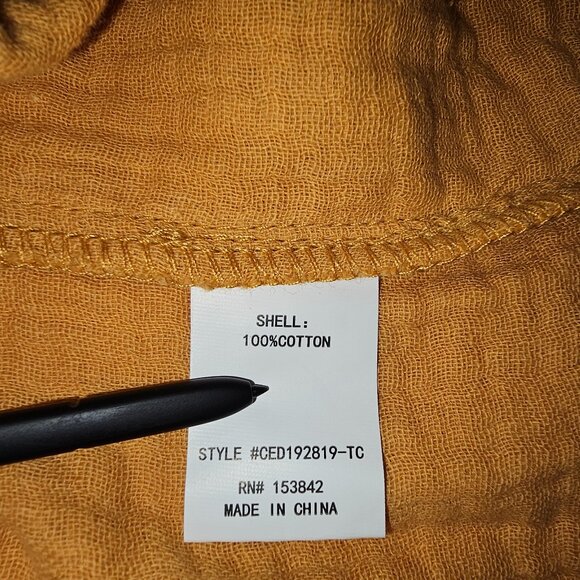 SHELL:
100%COTTON
STYLE #CED192819-TC
RN# 153842
MADE IN CHINA